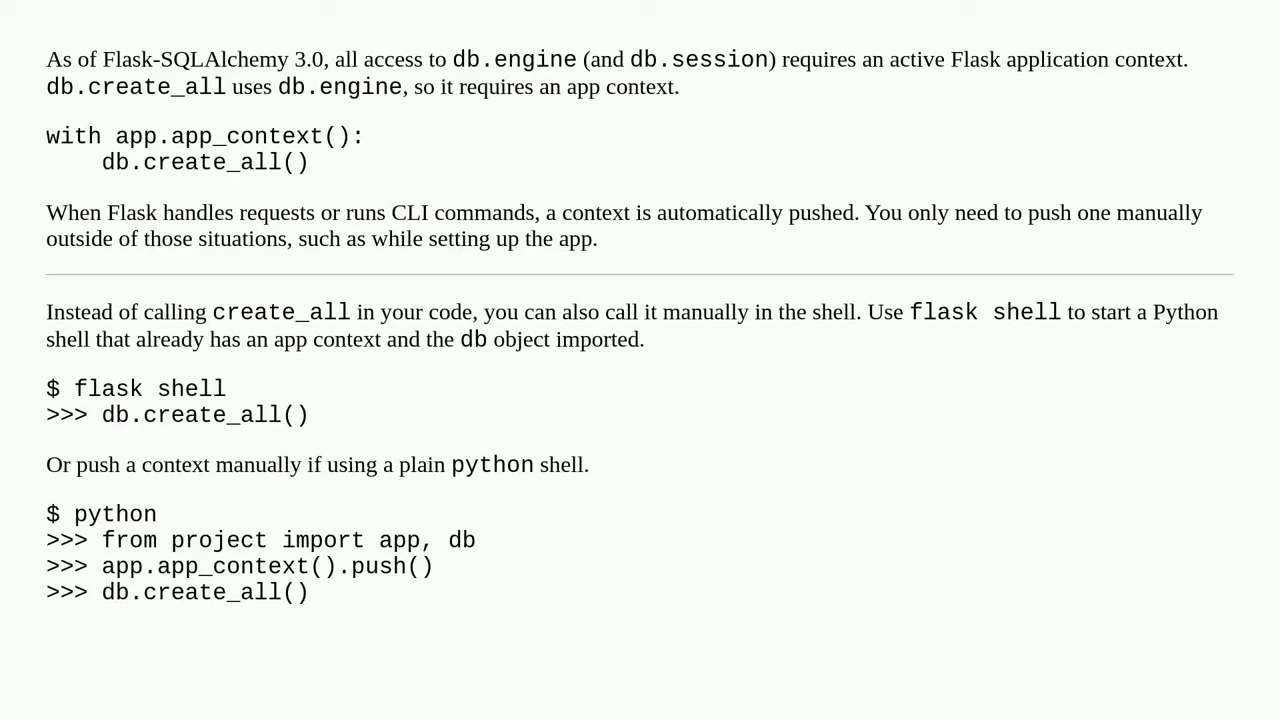 As of Flask-SQLAlchemy 3.0, all access to db.engine (and db.session) requires an active Flask application context.
db.create_all uses db.engine, so it requires an app context.
with app.app_context():
    db.create_all()
When Flask handles requests or runs CLI commands, a context is automatically pushed. You only need to push one manually
outside of those situations, such as while setting up the app.
Instead of calling create_all in your code, you can also call it manually in the shell. Use flask shell to start a Python
shell that already has an app context and the db object imported.
$ flask shell
>>> db.create_all()
Or push a context manually if using a plain python shell.
$ python
>>> from project import app, db
>>> app.app_context().push()
>>> db.create_all()